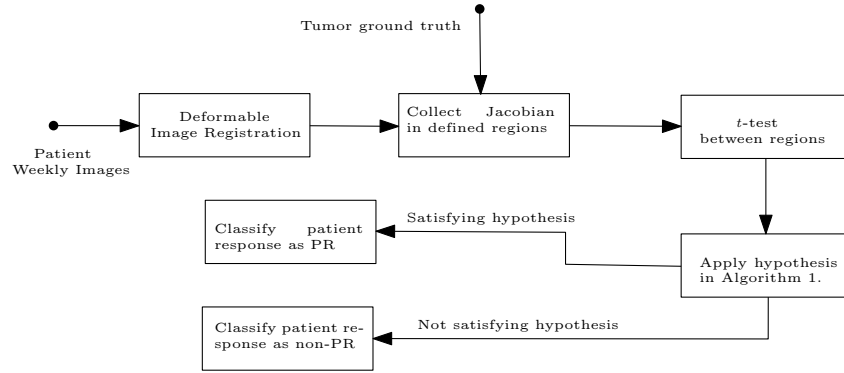 Tumor ground truth
Deformable
Image Registration
Collect Jacobian
in defined regions
t-test
between regions
Patient
Weekly Images
Classify patient
response as PR
Satisfying hypothesis
Apply hypothesis
in Algorithm 1.
Classify patient re-
sponse as non-PR
Not satisfying hypothesis